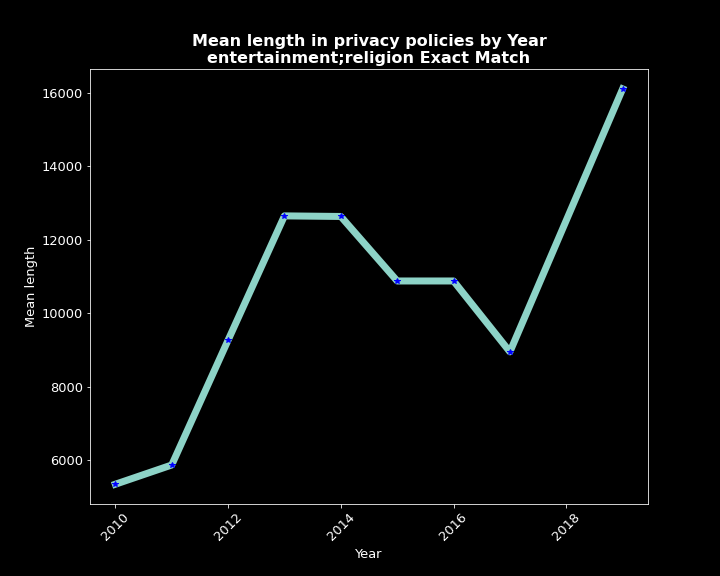 Mean length in privacy policies by Year
entertainment;religion Exact Match
16000
14000
12000
10000
8000
6000
Mean length
2010
2012
2014
2016
2018
Year